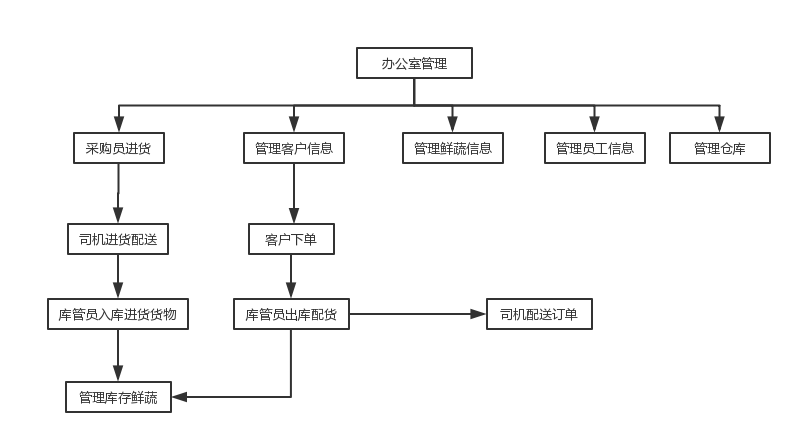 办公室管理
采购员进货
管理客户信息
管理鲜蔬信息
管理员工信息
管理仓库
司机进货配送
客户下单
库管员入库进货货物
库管员出库配货
司机配送订单
管理库存鲜蔬